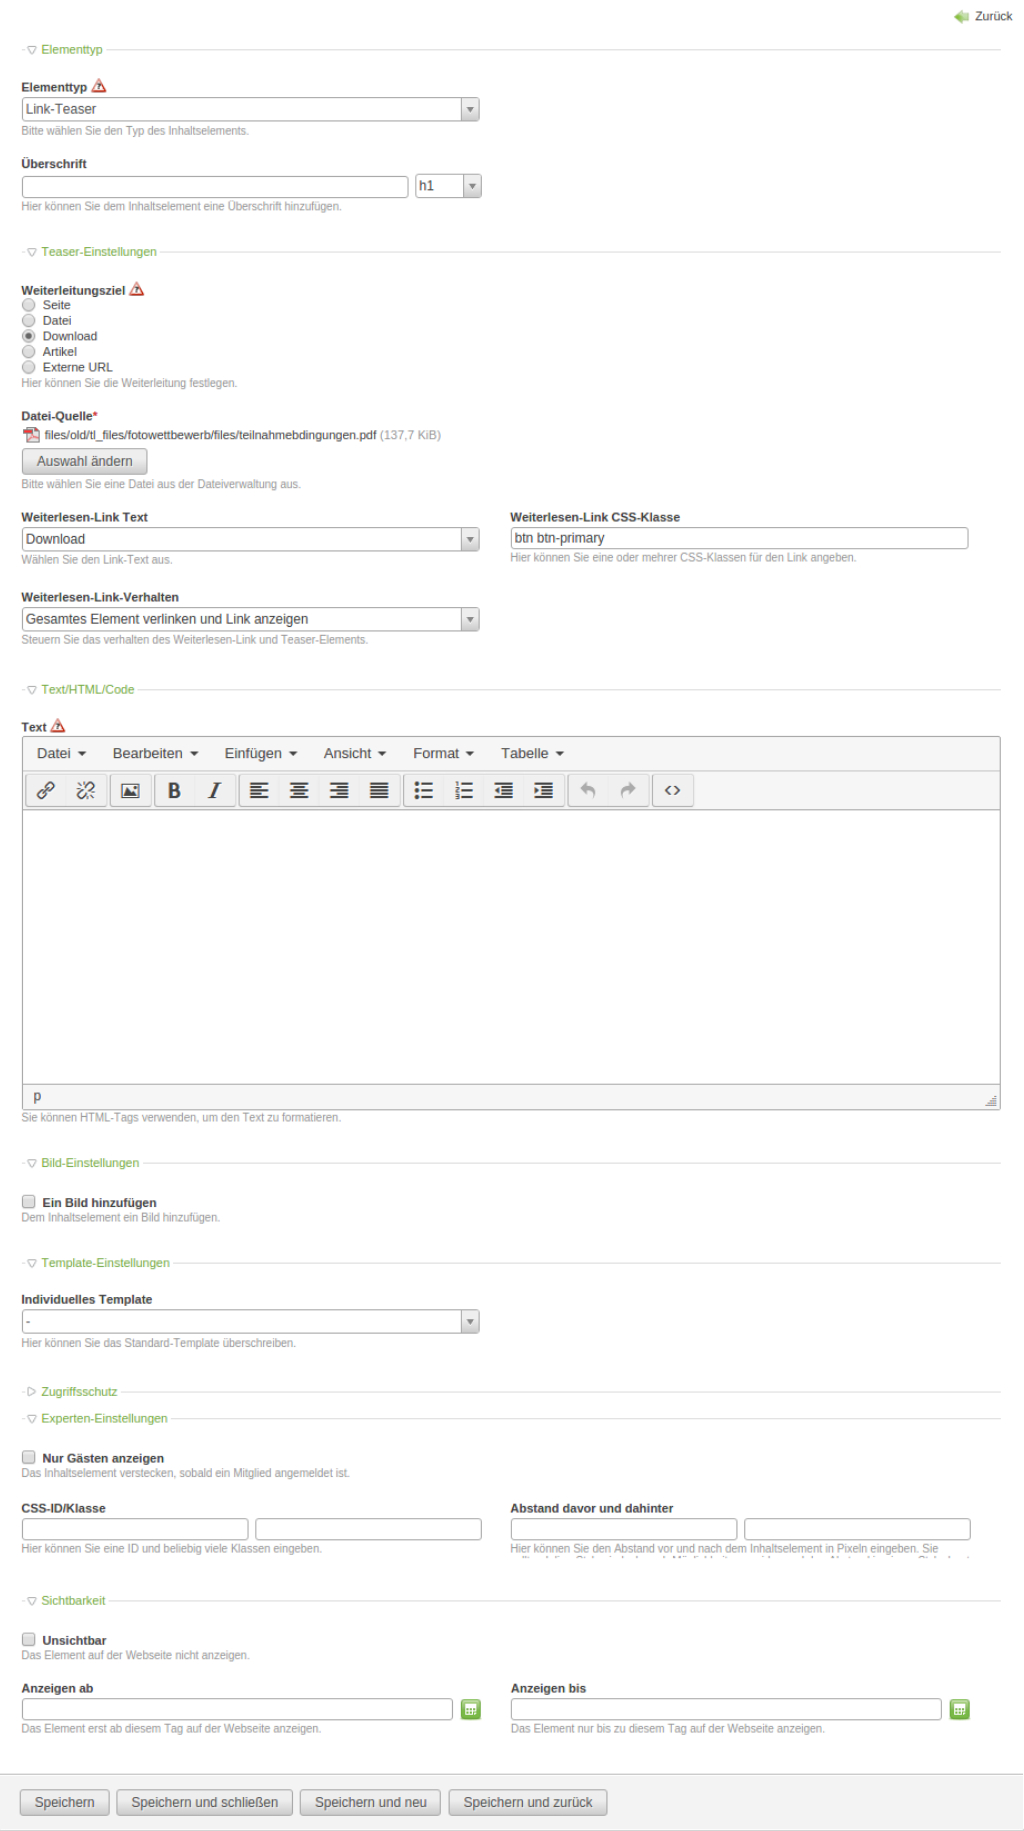 Zurück
Elementtyp
Elementtyp
Link-Teaser
Bitte wählen Sie den Typ des Inhaltselements.
Überschrift
h1
Hier können Sie dem Inhaltselement eine Überschrift hinzufügen.
Teaser-Einstellungen
Weiterleitungsziel
Seite
Datei
Download
Artikel
Externe URL
Hier können Sie die Weiterleitung festlegen.
Datei-Quelle*
files/old/tl_files/fotowettbewerb/files/teilnahmebdingungen.pdf (137,7 KiB)
Auswahl ändern
Bitte wählen Sie eine Datei aus der Dateiverwaltung aus.
Weiterlesen-Link Text
Download
Wählen Sie den Link-Text aus.
Weiterlesen-Link CSS-Klasse
btn btn-primary
Hier können Sie eine oder mehrer CSS-Klassen für den Link angeben.
Weiterlesen-Link-Verhalten
Gesamtes Element verlinken und Link anzeigen
Steuern Sie das verhalten des Weiterlesen-Link und Teaser-Elements.
Text/HTML/Code
Text
Datei Bearbeiten Einfügen Ansicht Format Tabelle
B I <>
p
Sie können HTML-Tags verwenden, um den Text zu formatieren.
Bild-Einstellungen
Ein Bild hinzufügen
Dem Inhaltselement ein Bild hinzufügen.
Template-Einstellungen
Individuelles Template
-
Hier können Sie das Standard-Template überschreiben.
Zugriffsschutz
Experten-Einstellungen
Nur Gästen anzeigen
Das Inhaltselement verstecken, sobald ein Mitglied angemeldet ist.
CSS-ID/Klasse
Hier können Sie eine ID und beliebig viele Klassen eingeben.
Abstand davor und dahinter
Hier können Sie den Abstand vor und nach dem Inhaltselement in Pixeln eingeben. Sie
Sichtbarkeit
Unsichtbar
Das Element auf der Webseite nicht anzeigen.
Anzeigen ab
Das Element erst ab diesem Tag auf der Webseite anzeigen.
Anzeigen bis
Das Element nur bis zu diesem Tag auf der Webseite anzeigen.
Speichern Speichern und schließen Speichern und neu Speichern und zurück